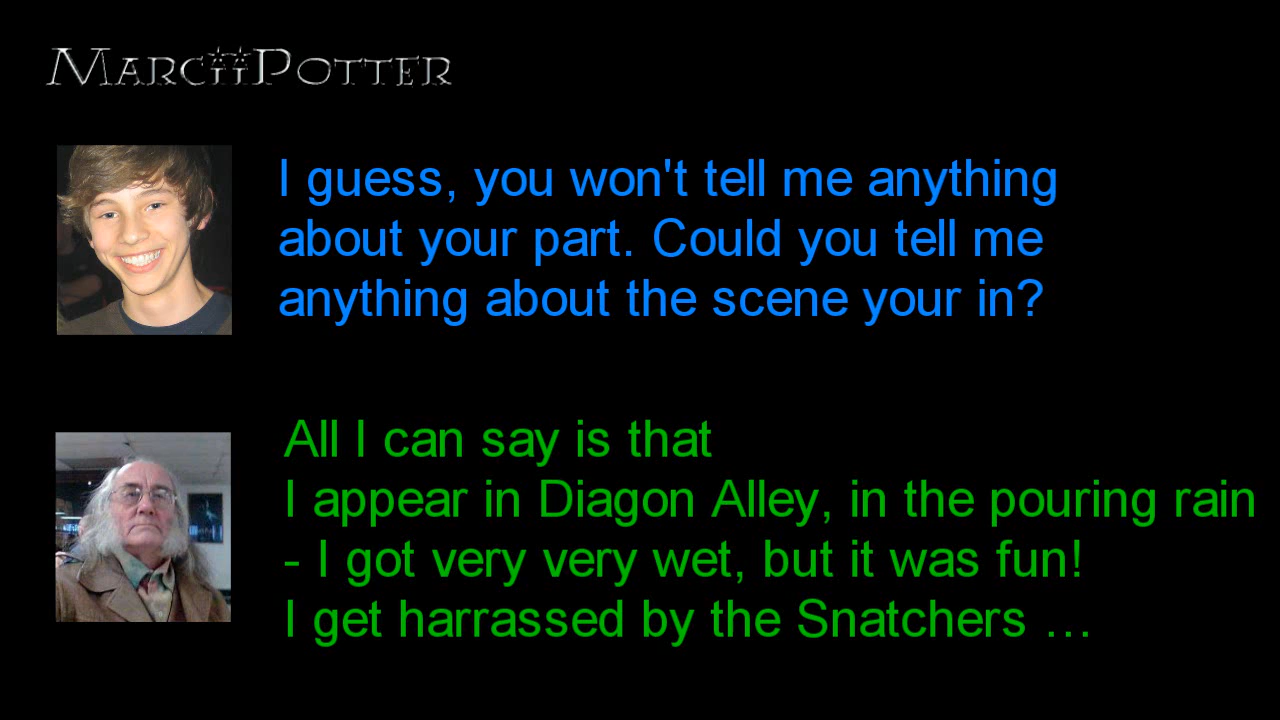 MarciiPotter
I guess, you won't tell me anything
about your part. Could you tell me
anything about the scene your in?
All I can say is that
I appear in Diagon Alley, in the pouring rain
- I got very very wet, but it was fun!
I get harrassed by the Snatchers …